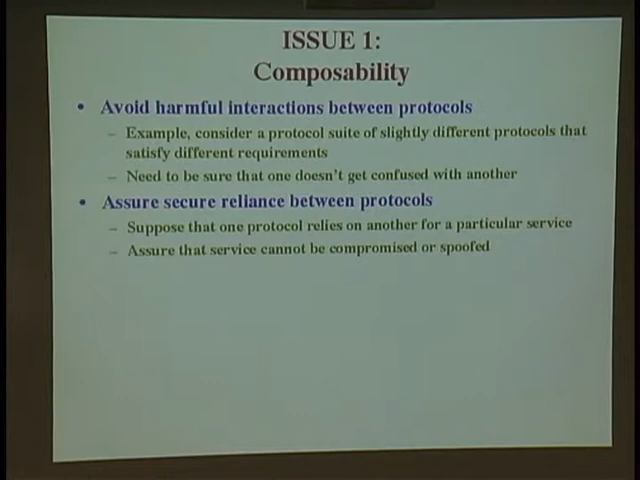 ISSUE 1:
Composability
• Avoid harmful interactions between protocols
– Example, consider a protocol suite of slightly different protocols that
satisfy different requirements
– Need to be sure that one doesn't get confused with another
• Assure secure reliance between protocols
– Suppose that one protocol relies on another for a particular service
– Assure that service cannot be compromised or spoofed